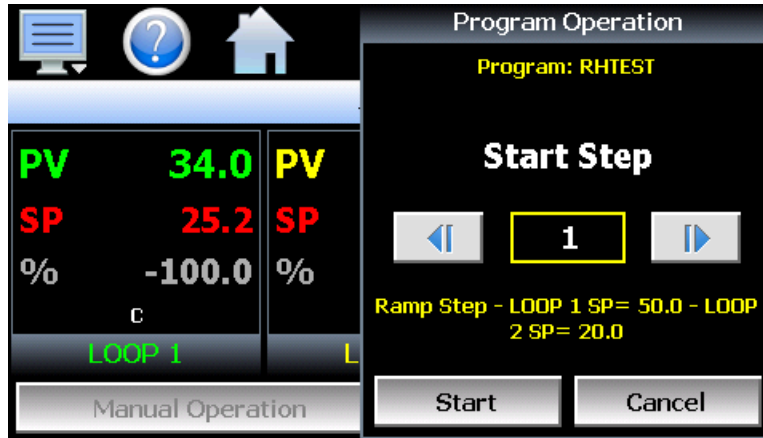 ?
Program Operation
Program: RHTEST
PV 34.0
SP 25.2
% -100.0
C
LOOP 1
PV
SP
%
L
Start Step
1
Ramp Step - LOOP 1 SP= 50.0 - LOOP
2 SP= 20.0
Manual Operation
Start
Cancel